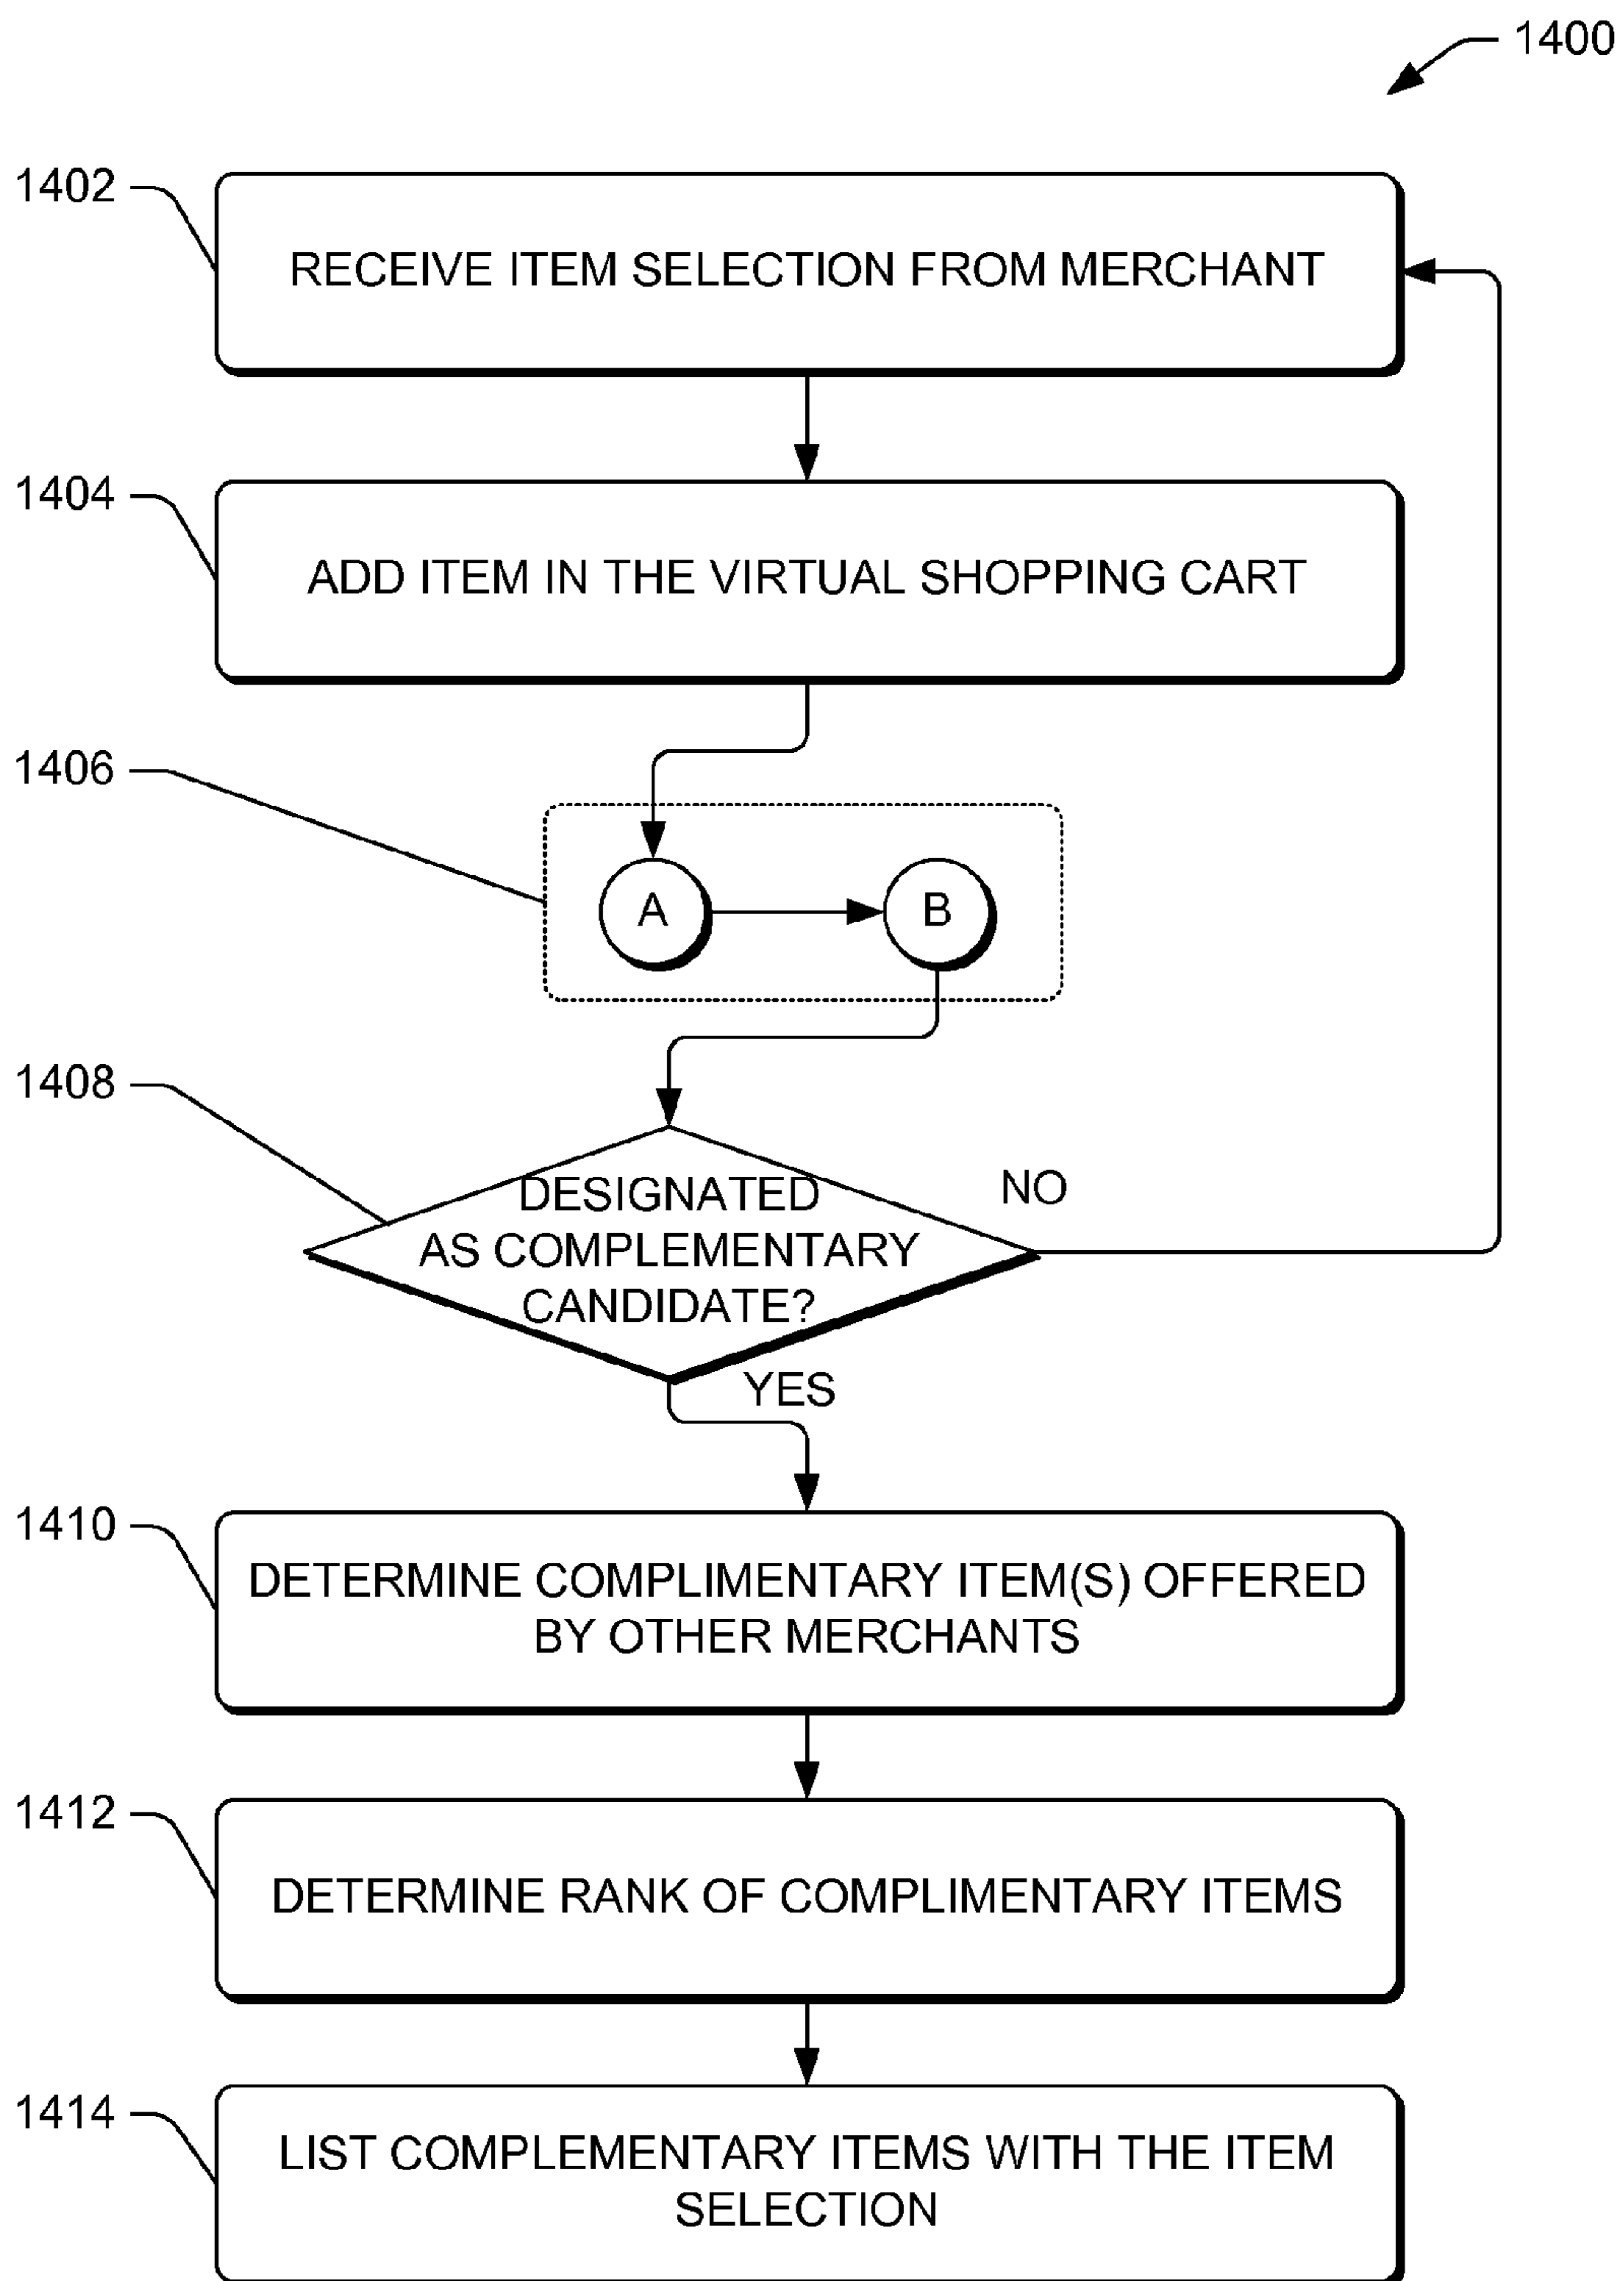 1400
1402
RECEIVE ITEM SELECTION FROM MERCHANT
1404
ADD ITEM IN THE VIRTUAL SHOPPING CART
1406
A
B
1408
DESIGNATED
AS COMPLEMENTARY
CANDIDATE?
NO
YES
1410
DETERMINE COMPLIMENTARY ITEM(S) OFFERED
BY OTHER MERCHANTS
1412
DETERMINE RANK OF COMPLIMENTARY ITEMS
1414
LIST COMPLEMENTARY ITEMS WITH THE ITEM
SELECTION